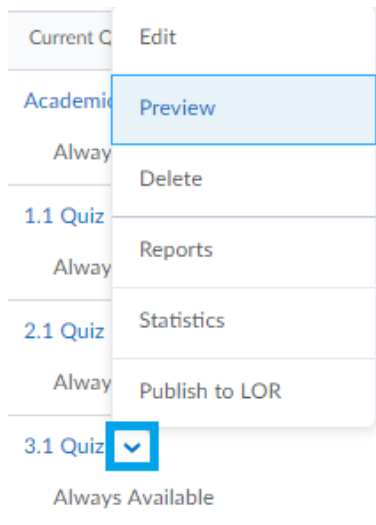 Current Q
Edit
Academic
Preview
Alway
Delete
1.1 Quiz
Reports
Alway
Statistics
2.1 Quiz
Alway
Publish to LOR
3.1 Quiz
Always Available